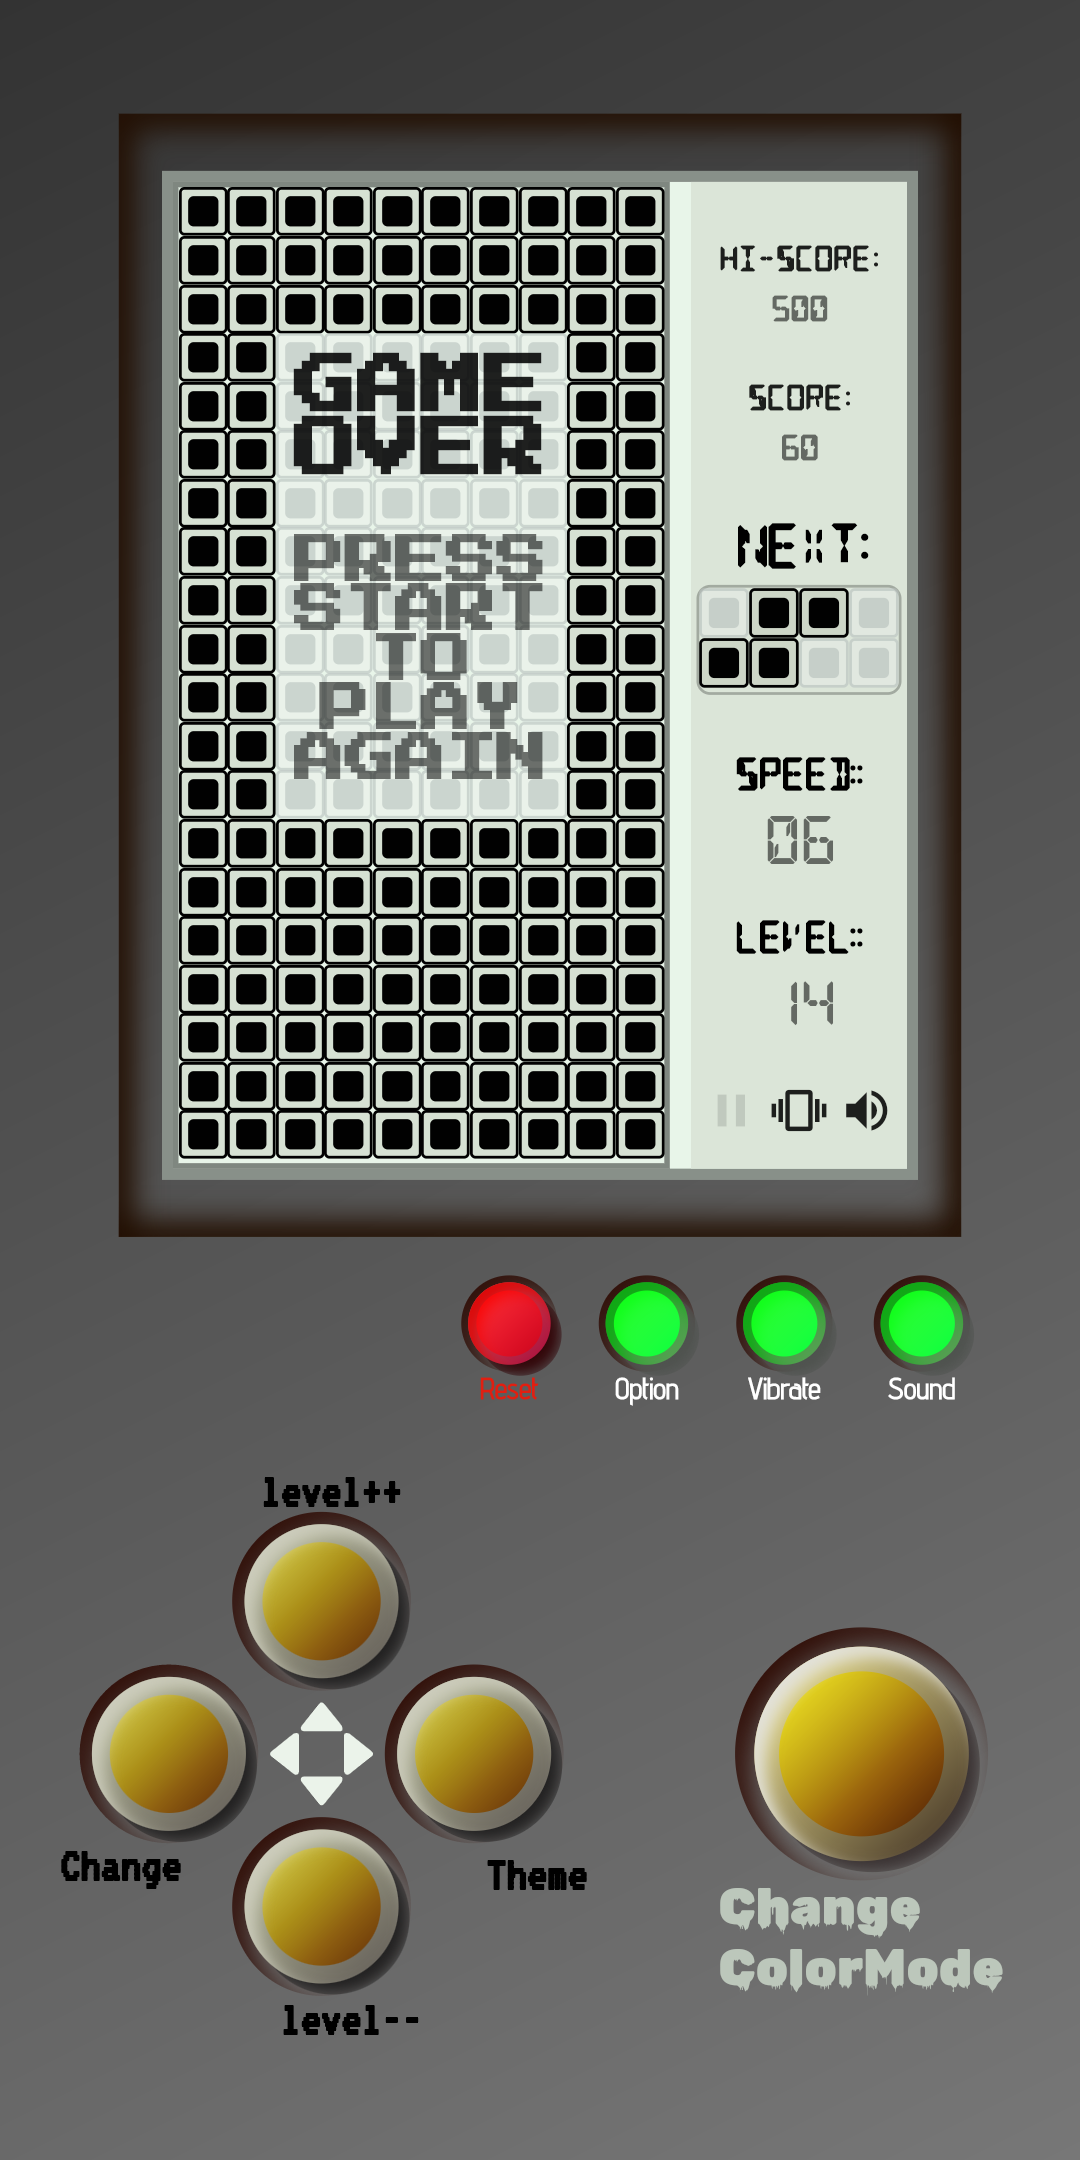 GAME
OVER
PRESS
START
TO
PLAY
AGAIN
HI-SCORE:
500
SCORE:
60
NEXT:
SPEED::
06
LEVEL::
14
Reset
Option
Vibrate
Sound
level++
Change
Theme
level--
Change
ColorMode